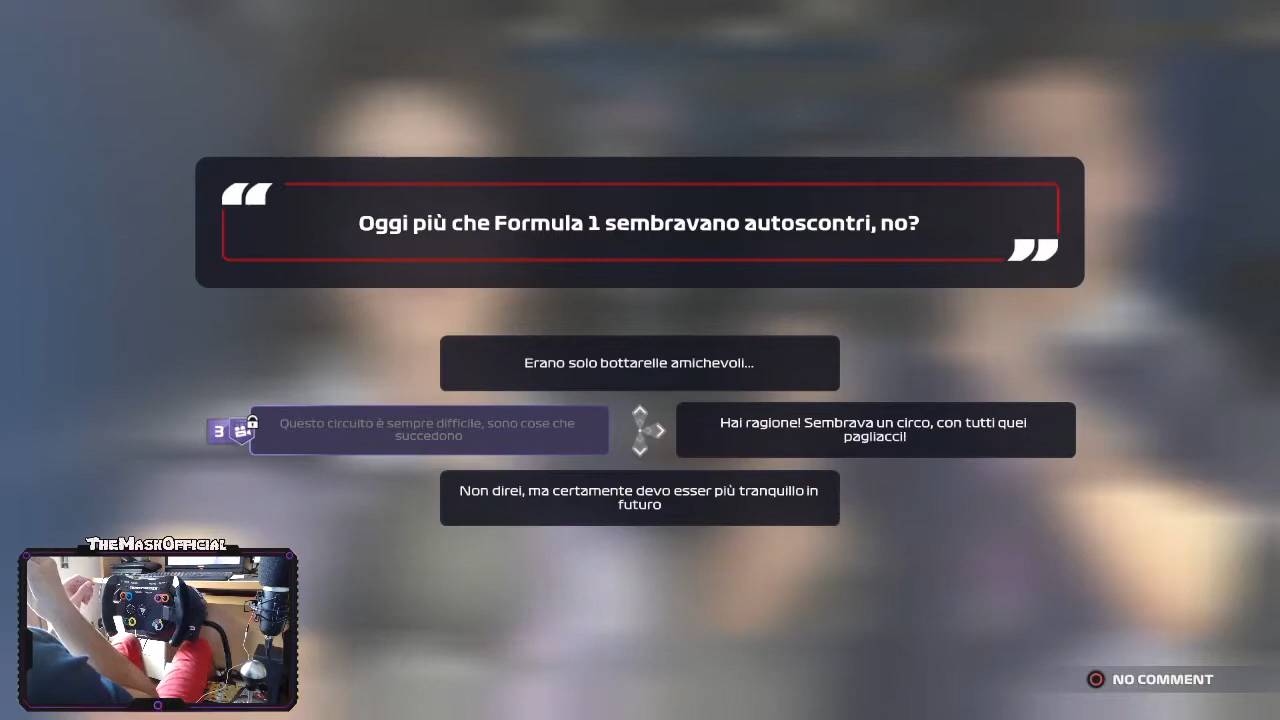 Oggi più che Formula 1 sembravano autoscontri, no?
Erano solo bottarelle amichevoli...
3
Questo circuito è sempre difficile, sono cose che
succedono
Hai ragione! Sembrava un circo, con tutti quei
pagliacci!
Non direi, ma certamente devo esser più tranquillo in
futuro
TheMaskOfficial
NO COMMENT